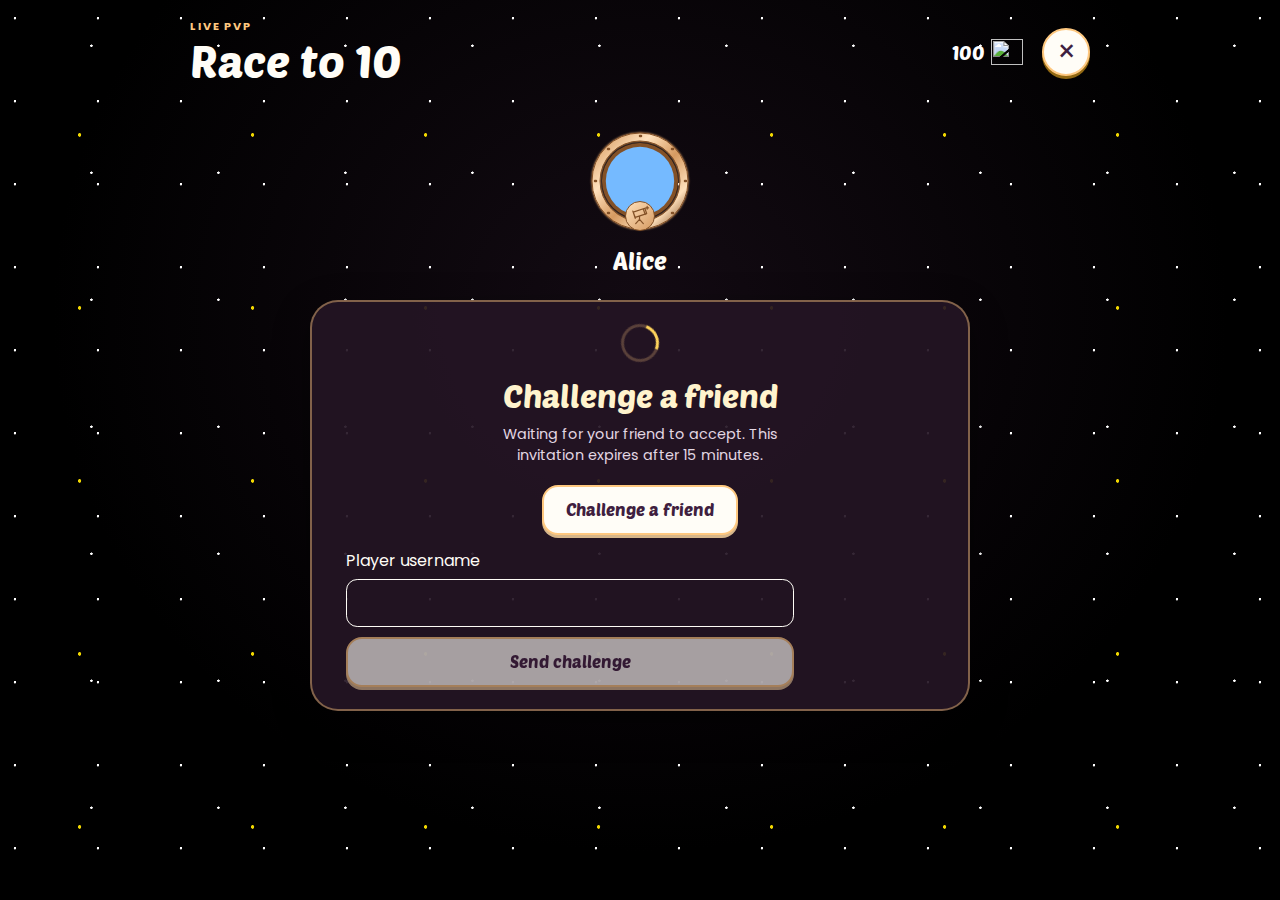 LIVE PVP
Race to 10
100
×
Alice
Challenge a friend
Waiting for your friend to accept. This
invitation expires after 15 minutes.
Challenge a friend
Player username
Send challenge